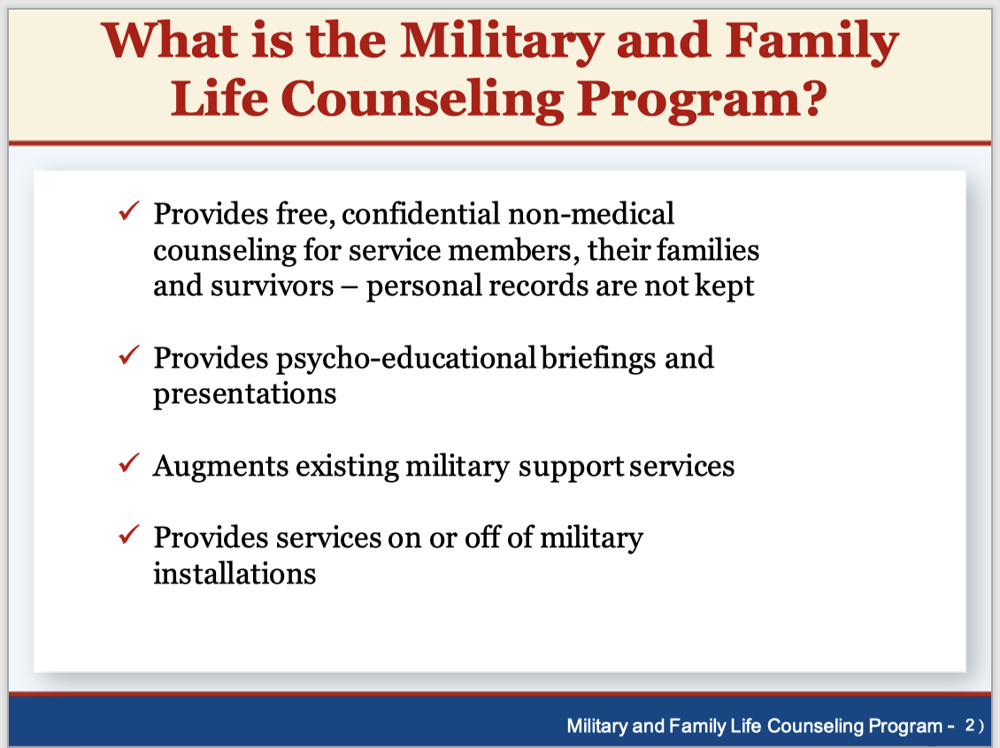 What is the Military and Family
Life Counseling Program?
✓ Provides free, confidential non-medical
counseling for service members, their families
and survivors – personal records are not kept
✓ Provides psycho-educational briefings and
presentations
✓ Augments existing military support services
✓ Provides services on or off of military
installations
Military and Family Life Counseling Program - 2 )